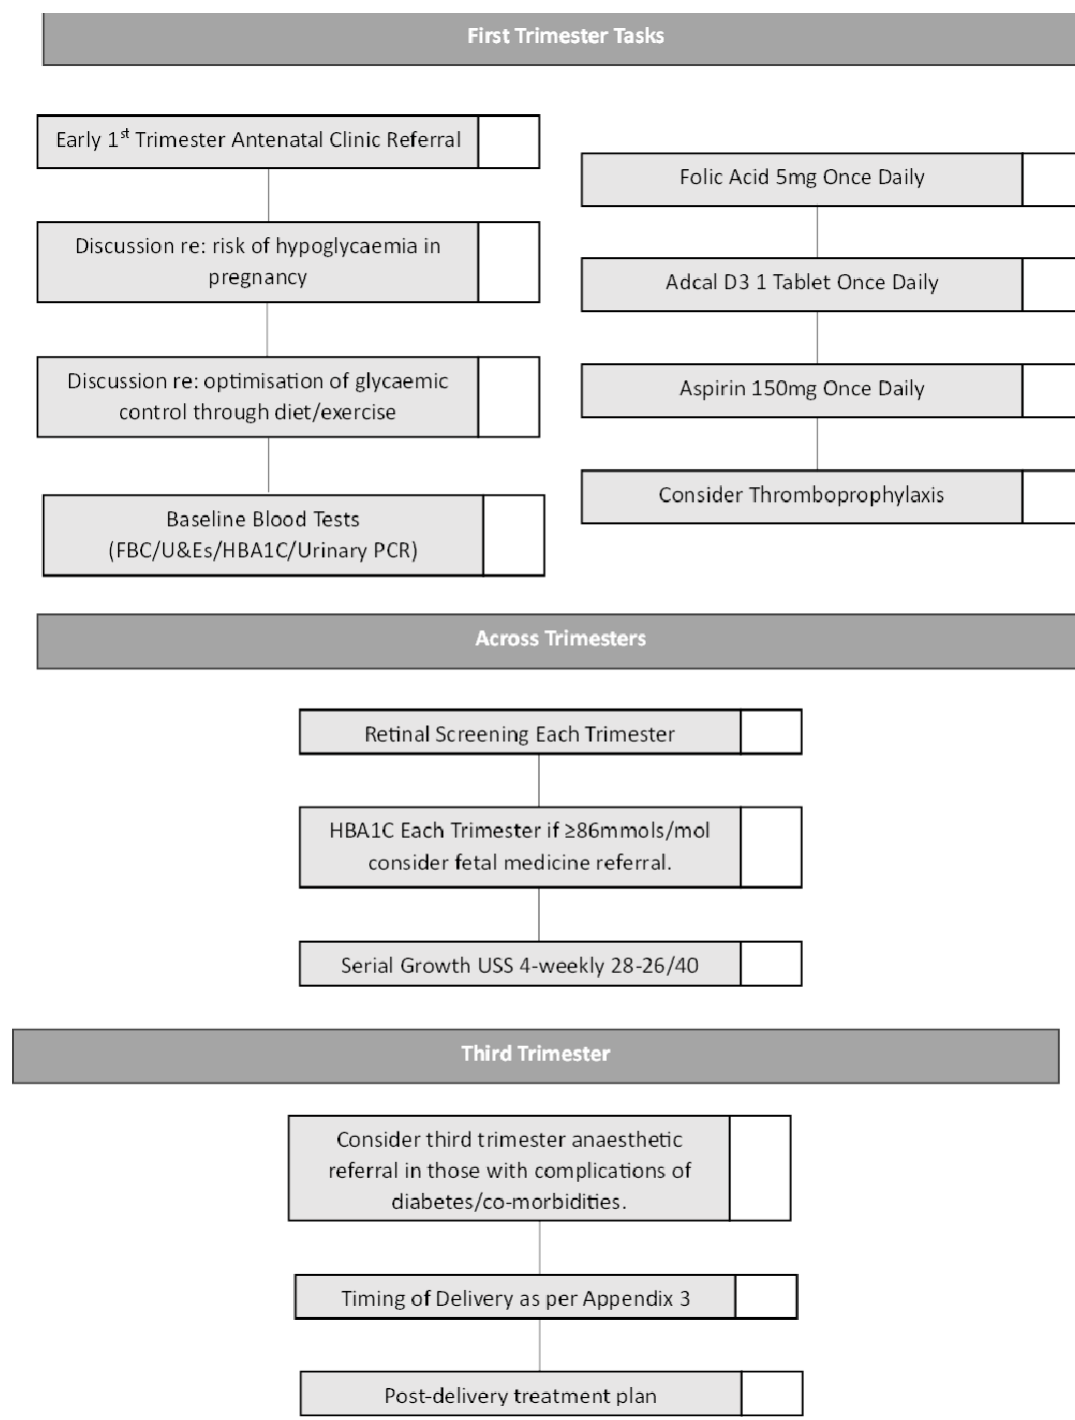 First Trimester Tasks
Early 1st Trimester Antenatal Clinic Referral
Discussion re: risk of hypoglycaemia in
pregnancy
Discussion re: optimisation of glycaemic
control through diet/exercise
Baseline Blood Tests
(FBC/U&Es/HBA1C/Urinary PCR)
Folic Acid 5mg Once Daily
Adcal D3 1 Tablet Once Daily
Aspirin 150mg Once Daily
Consider Thromboprophylaxis
Across Trimesters
Retinal Screening Each Trimester
HBA1C Each Trimester if ≥86mmols/mol
consider fetal medicine referral.
Serial Growth USS 4-weekly 28-26/40
Third Trimester
Consider third trimester anaesthetic
referral in those with complications of
diabetes/co-morbidities.
Timing of Delivery as per Appendix 3
Post-delivery treatment plan